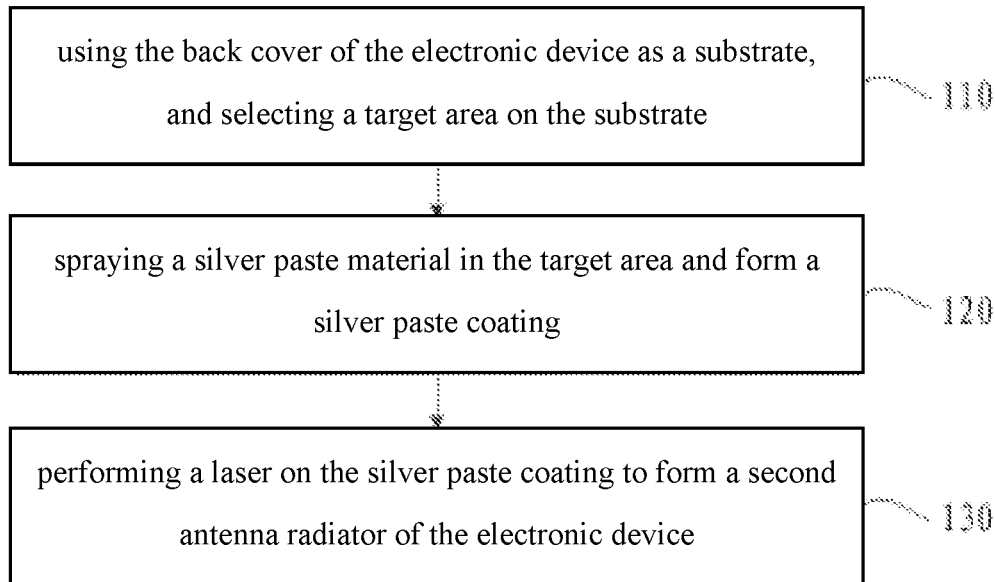 using the back cover of the electronic device as a substrate,
and selecting a target area on the substrate
110
spraying a silver paste material in the target area and form a
silver paste coating
120
performing a laser on the silver paste coating to form a second
antenna radiator of the electronic device
130